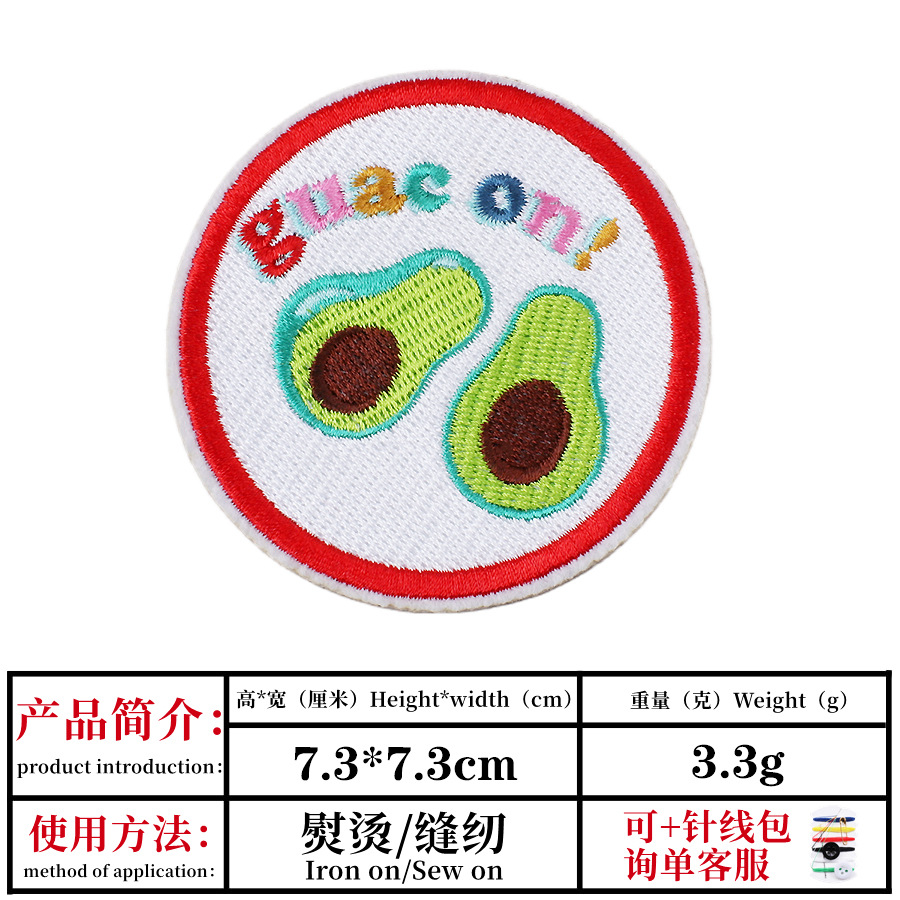 guac on!
产品简介：
product introduction：
高*宽（厘米）Height*width（cm）
重量（克）Weight（g）
7.3*7.3cm
3.3g
使用方法：
method of application：
熨烫/缝纫
Iron on/Sew on
可+针线包
询单客服